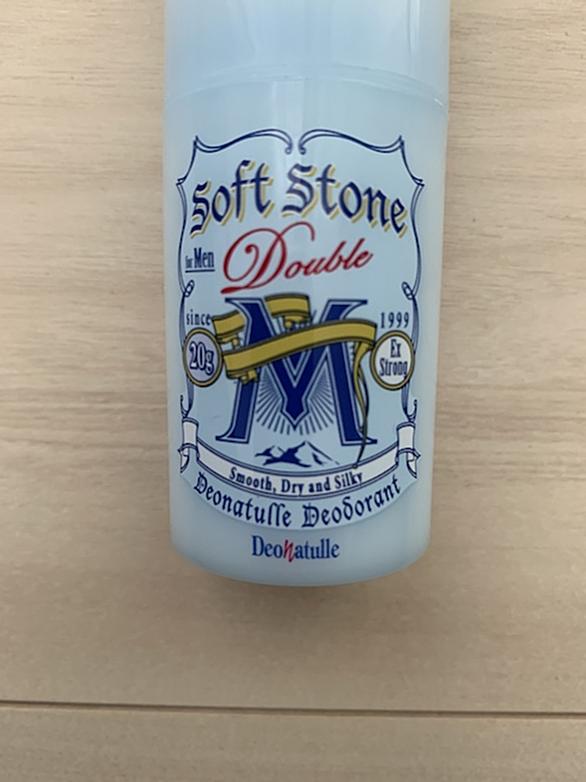 Soft Stone
for Men
Double
since
1999
20g
M
Ex
Strong
Smooth, Dry and Silky
Deonatulle Deodorant
DeoNatulle